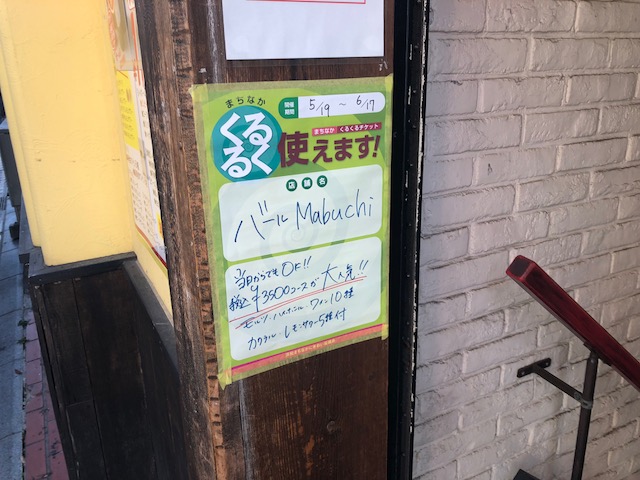 まちなか
くるくる
開催期間 5/19 ~ 6/17
まちなか くるくるチケット
使えます!
店舗名
バール Mabuchi
当日からでもOK!!
税込¥3500コースが大人気!!
モルツ・ハイボール ワイン10種
カクテル・レモンサワー5種付